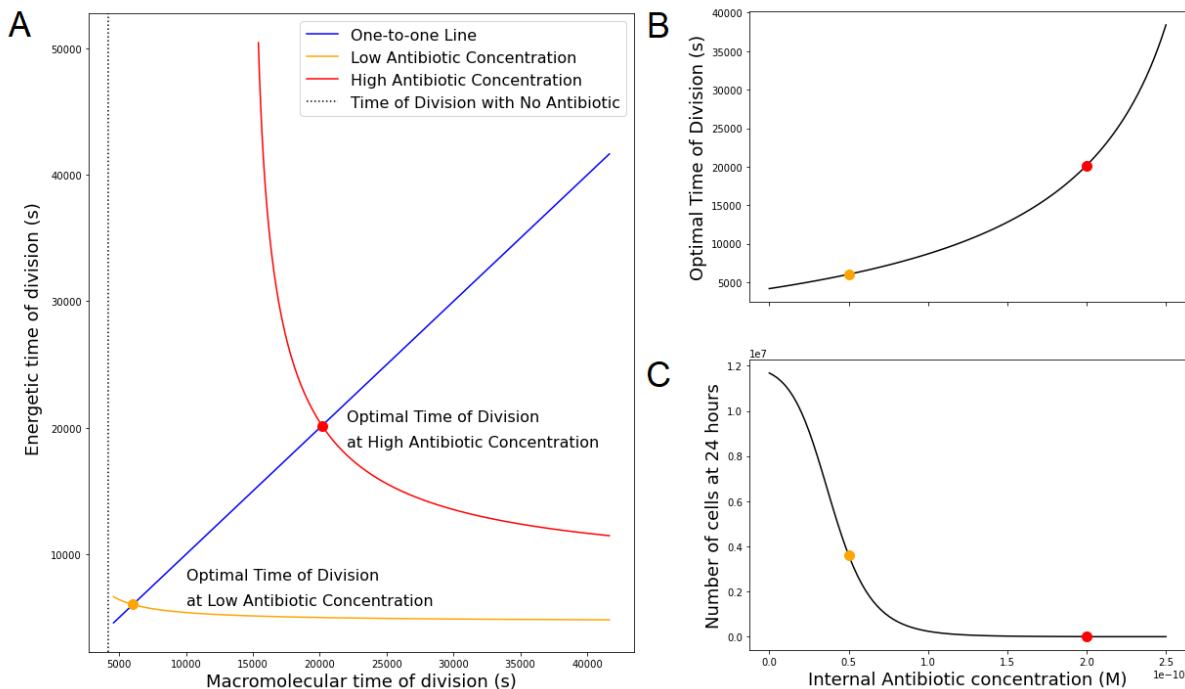 A
Energetic time of division (s)
50000
40000
30000
20000
10000
One-to-one Line
Low Antibiotic Concentration
High Antibiotic Concentration
Time of Division with No Antibiotic
Optimal Time of Division
at High Antibiotic Concentration
Optimal Time of Division
at Low Antibiotic Concentration
5000 10000 15000 20000 25000 30000 35000 40000
Macromolecular time of division (s)
B
Optimal Time of Division (s)
40000
35000
30000
25000
20000
15000
10000
5000
C
1e7
Number of cells at 24 hours
1.2
1.0
0.8
0.6
0.4
0.2
0.0
0.0 0.5 1.0 1.5 2.0 2.5
1e−10
Internal Antibiotic concentration (M)